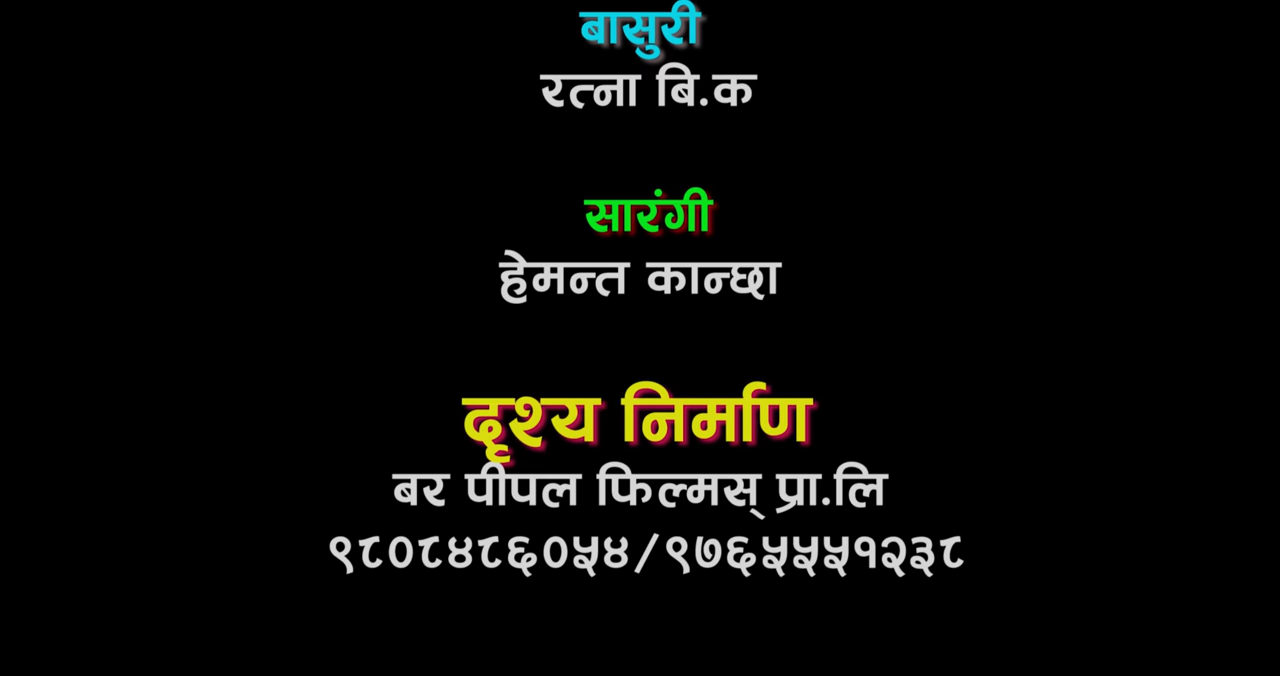 बासुरी
रत्ना बि.क
सारंगी
हेमन्त कान्छा
दृश्य निर्माण
बर पीपल फिल्मस् प्रा.लि
९८०८४८६०५४/९७६५५५१२३८